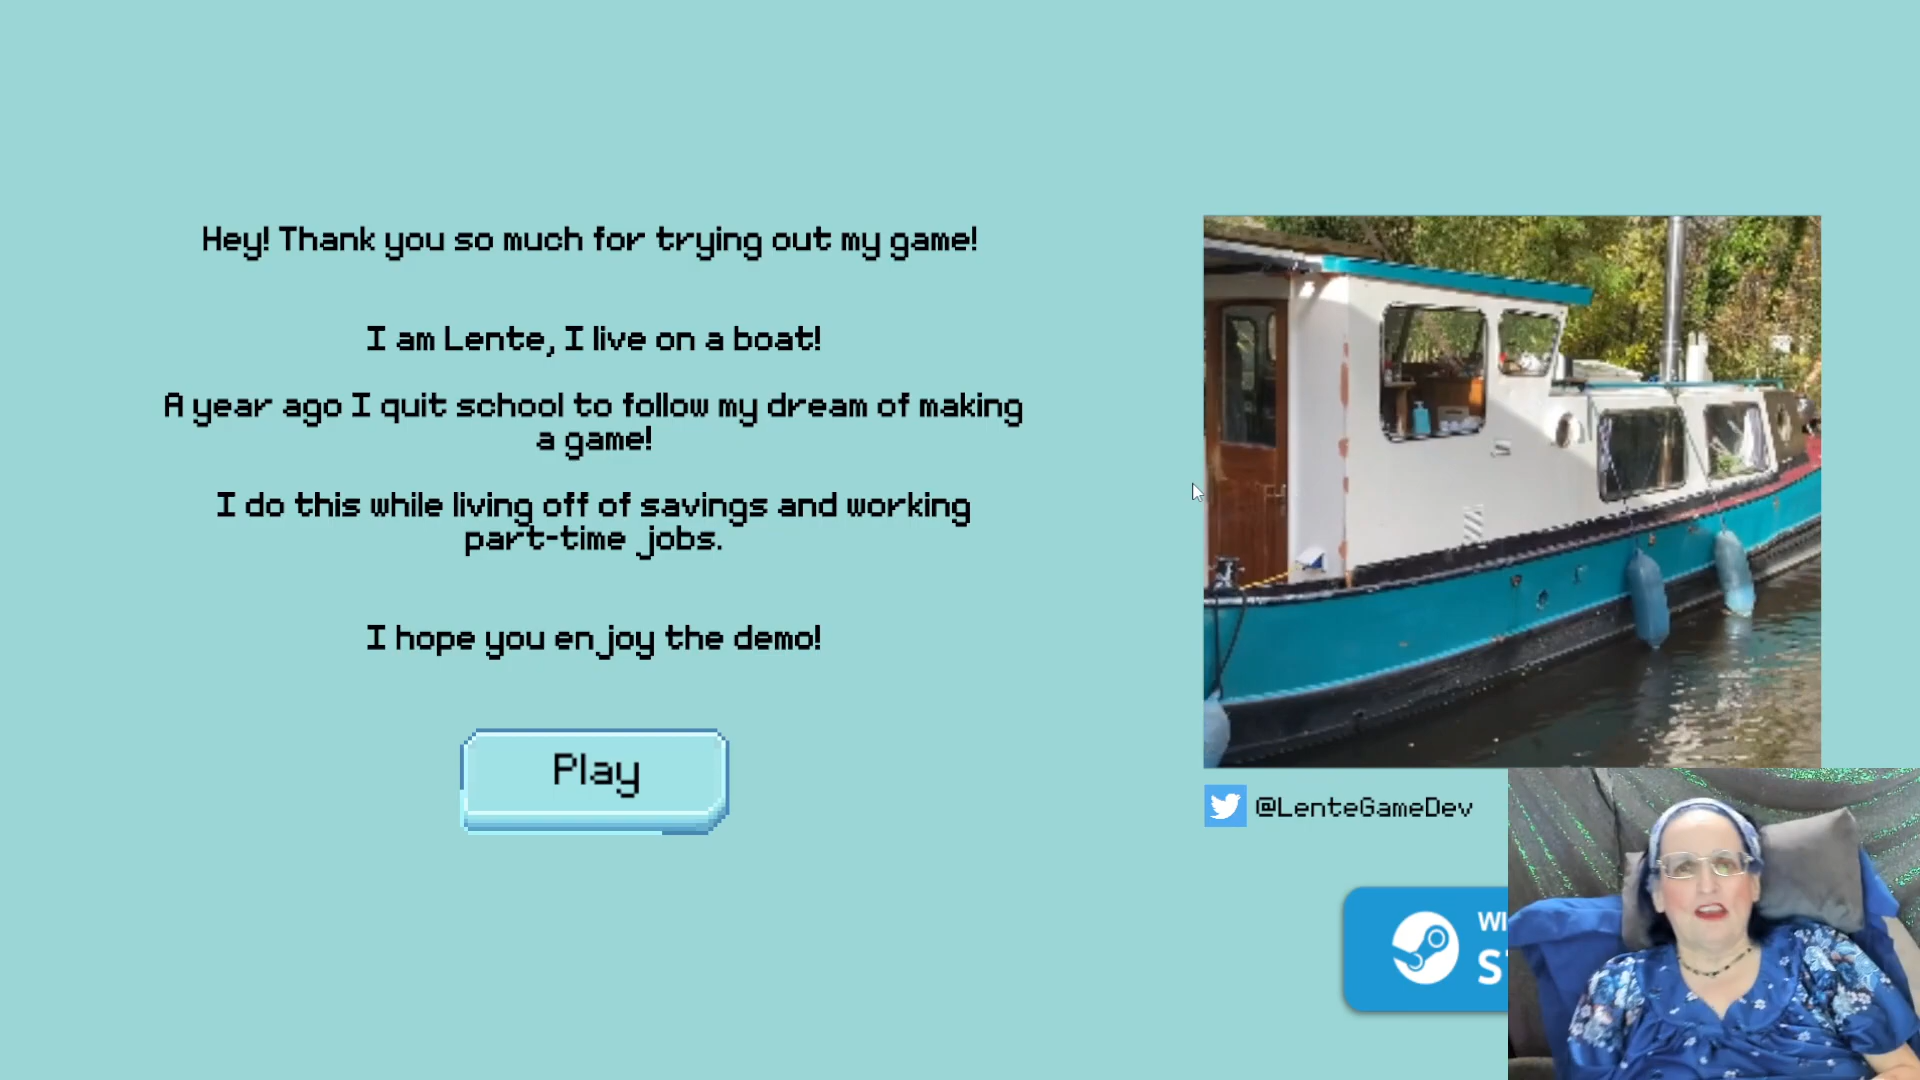 Hey! Thank you so much for trying out my game!
I am Lente, I live on a boat!
A year ago I quit school to follow my dream of making
a game!
I do this while living off of savings and working
part-time jobs.
I hope you enjoy the demo!
Play
@LenteGameDev